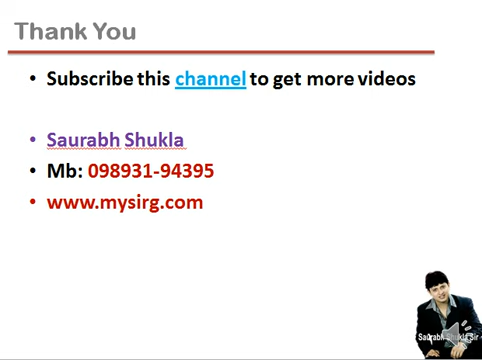 Thank You
• Subscribe this channel to get more videos
• Saurabh Shukla
• Mb: 098931-94395
• www.mysirg.com
Saurabh Shukla Sir